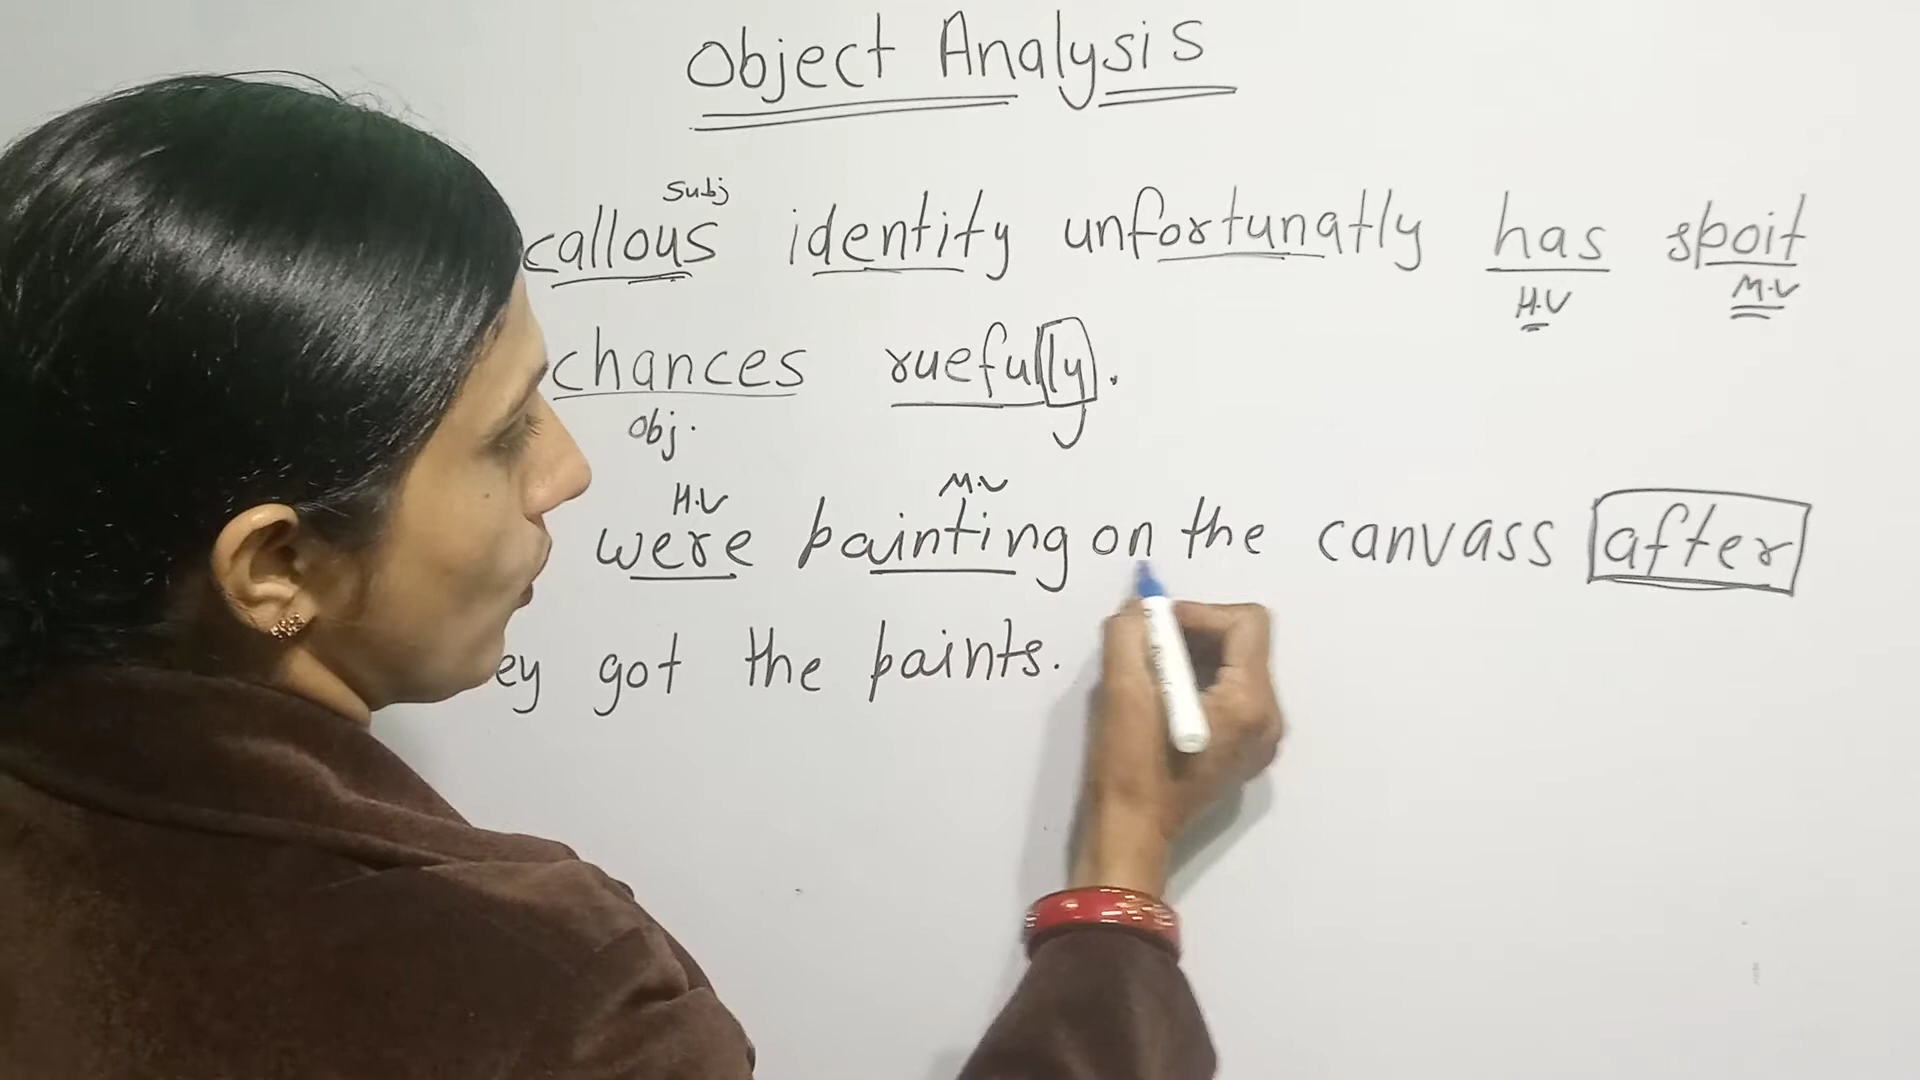 Object Analysis
Subj
callous identity unfortunatly has spoit
H.V M.V
chances ruefully.
Obj.
H.V M.V
were painting on the canvass after
ey got the paints.